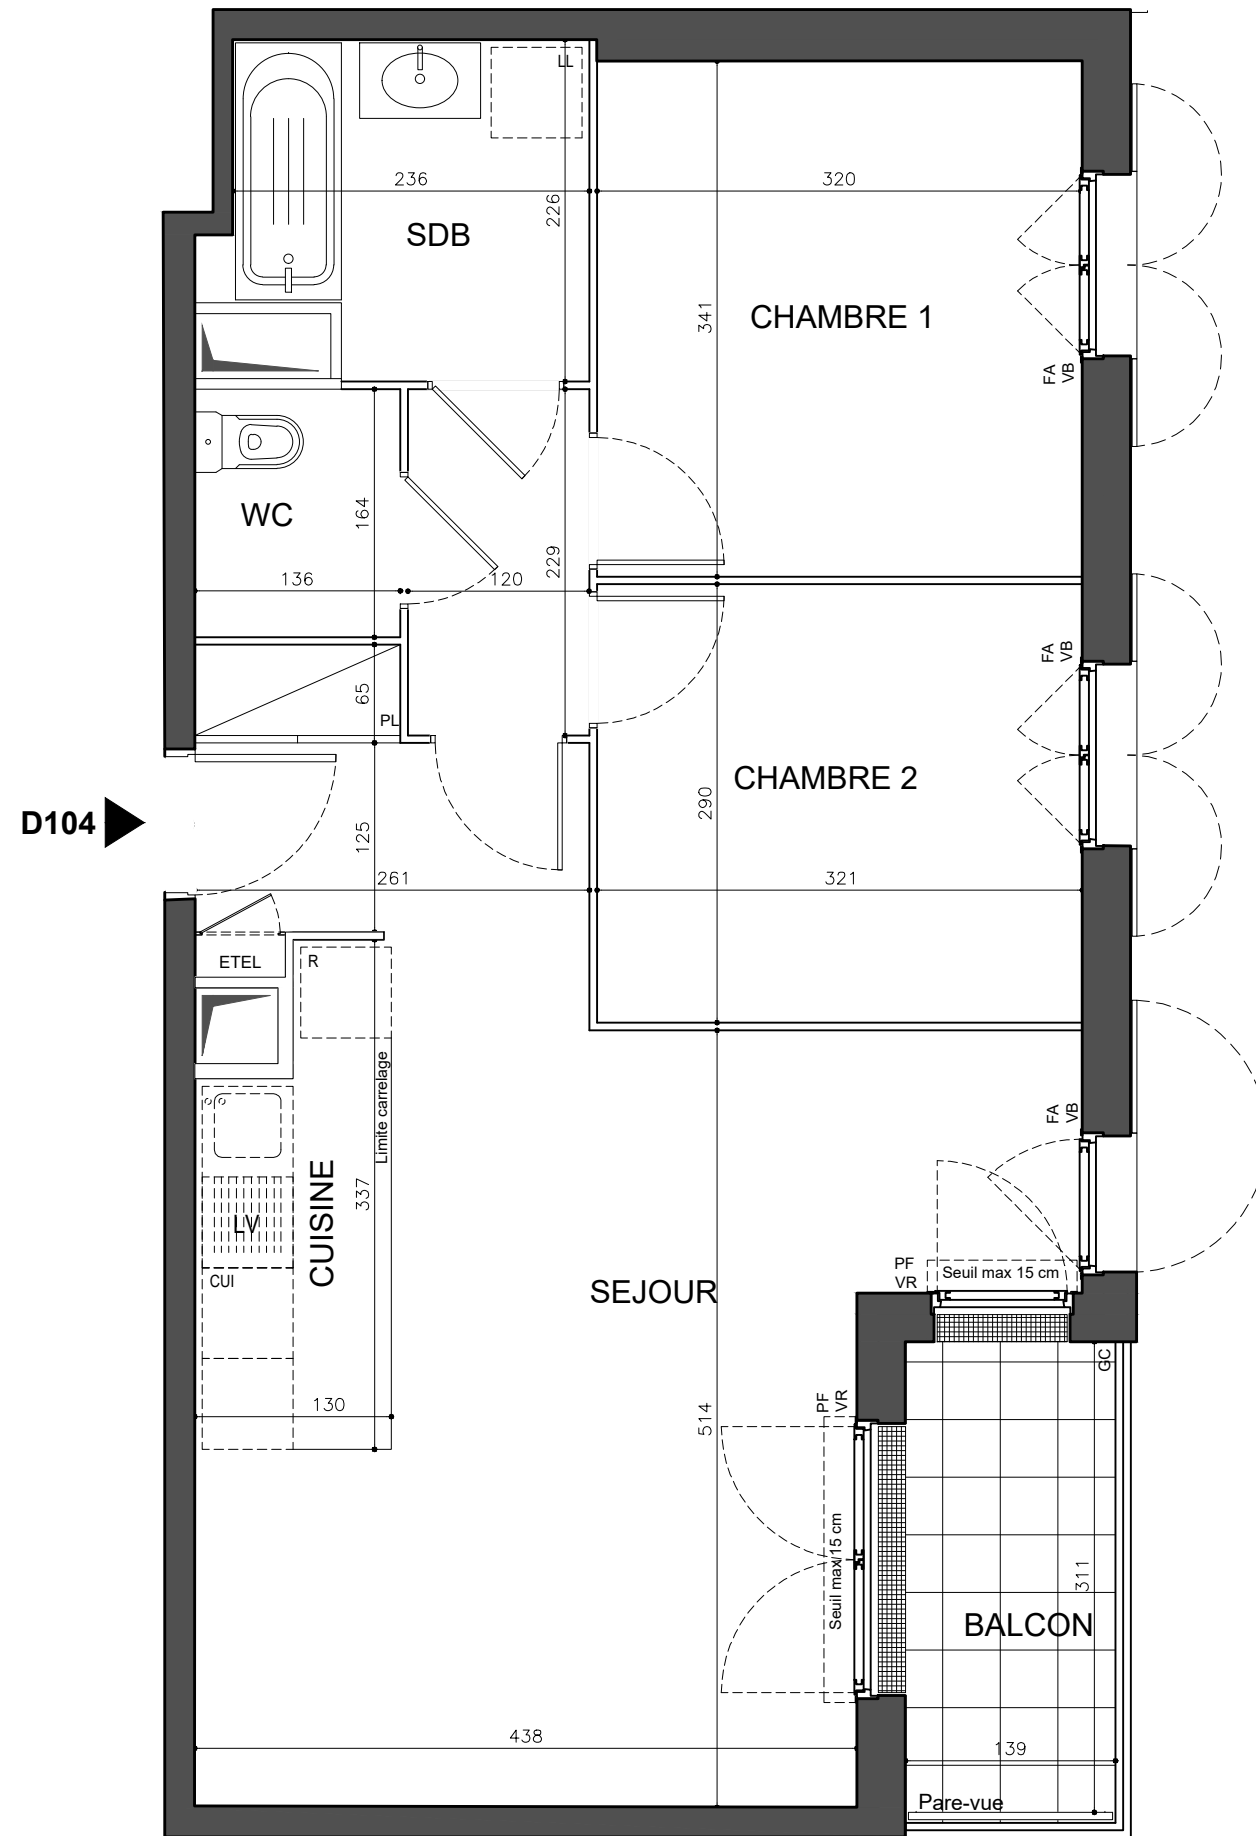 LL
236
226
320
SDB
CHAMBRE 1
341
FA
VB
WC
164
229
136
120
65
PL
FA
VB
D104
CHAMBRE 2
290
125
261
321
ETEL
R
Limite carrelage
FA
VB
CUISINE
337
LV
CUI
SEJOUR
PF
VR
Seuil max 15 cm
GC
PF
VR
130
514
Seuil max 15 cm
311
BALCON
438
139
Pare-vue